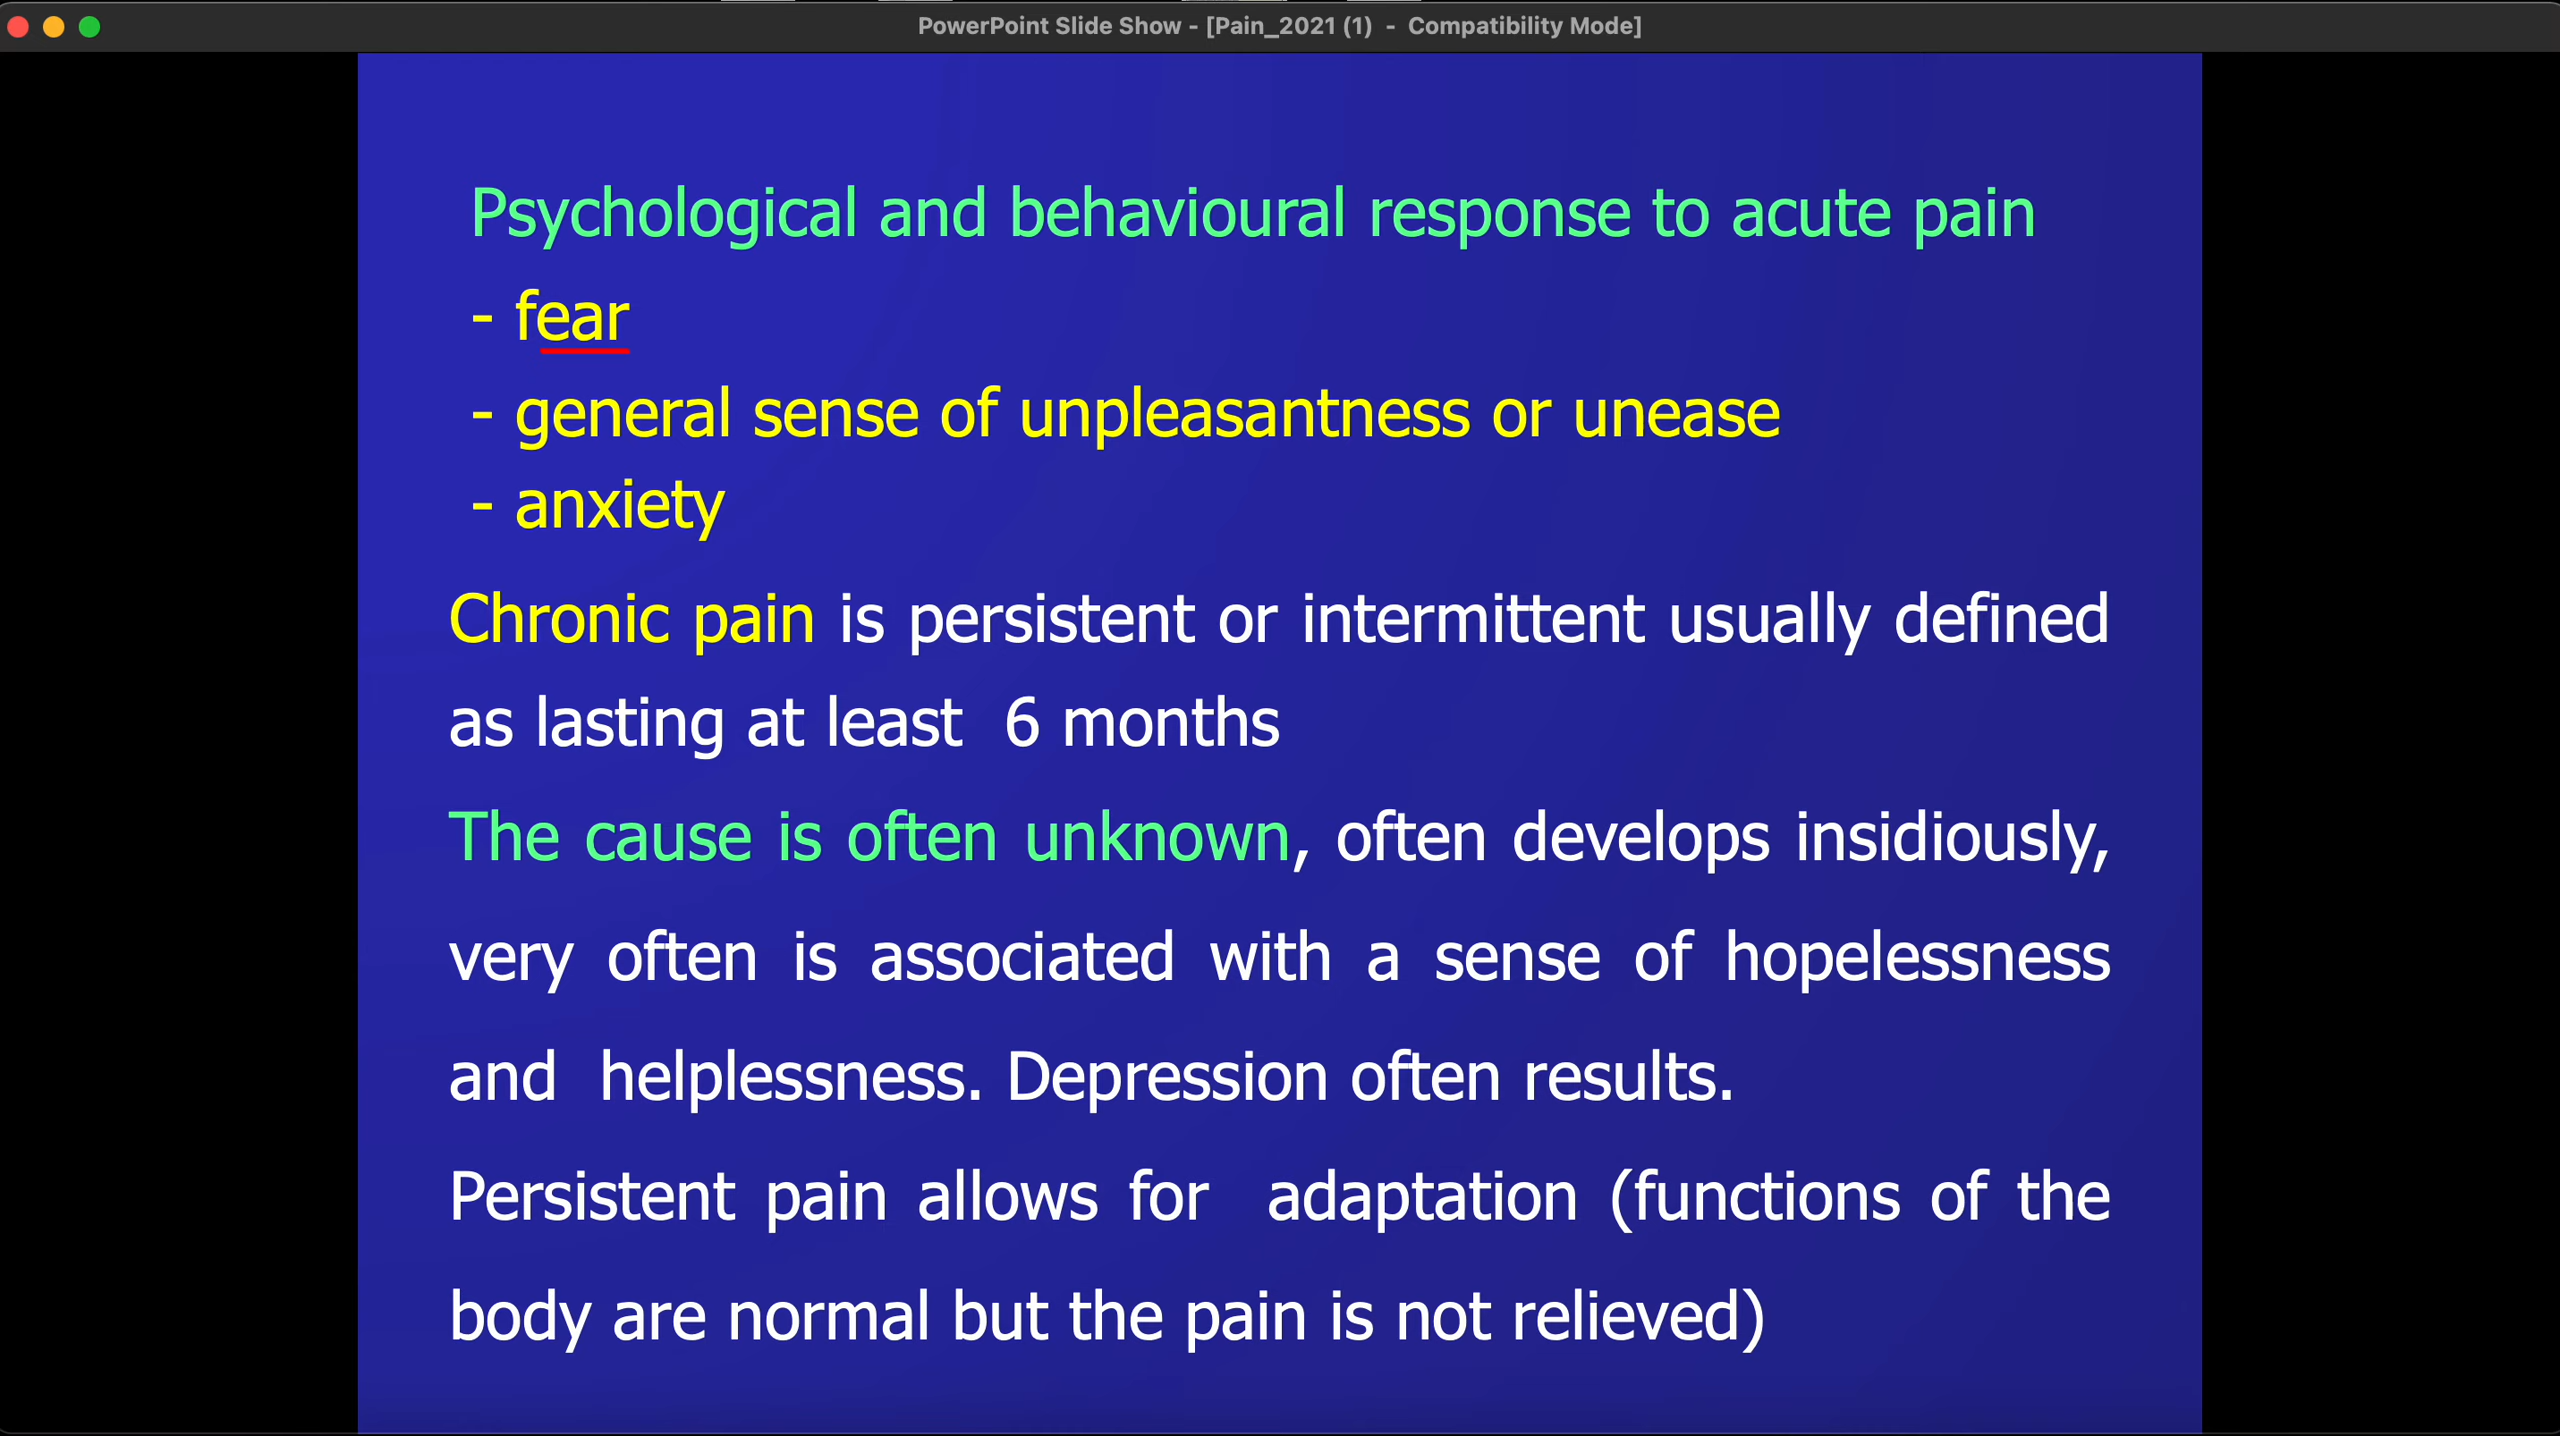 PowerPoint Slide Show - [Pain_2021 (1)  -  Compatibility Mode]
Psychological and behavioural response to acute pain
- fear
- general sense of unpleasantness or unease
- anxiety
Chronic pain is persistent or intermittent usually defined
as lasting at least  6 months
The cause is often unknown, often develops insidiously,
very often is associated with a sense of hopelessness
and  helplessness. Depression often results.
Persistent pain allows for  adaptation (functions of the
body are normal but the pain is not relieved)